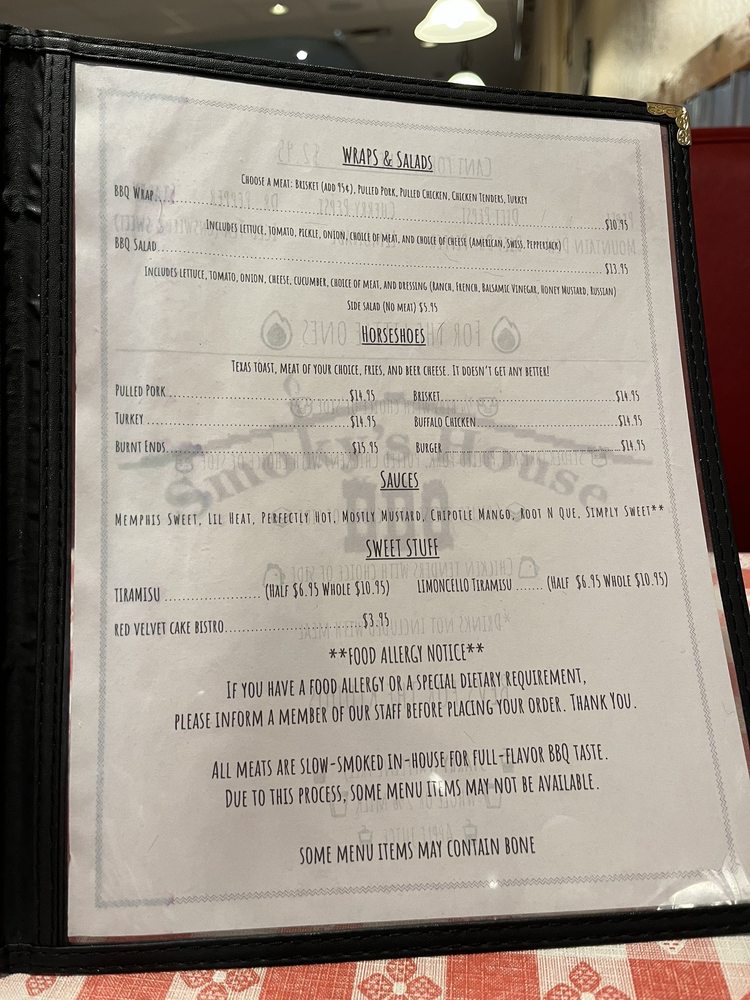 WRAPS & SALADS
Choose a meat: Brisket (add 95¢), Pulled Pork, Pulled Chicken, Chicken Tenders, Turkey
BBQ Wrap....$10.95
Includes lettuce, tomato, pickle, onion, choice of meat, and choice of cheese (American, Swiss, Pepperjack)
BBQ Salad....$13.95
Includes lettuce, tomato, onion, cheese, cucumber, choice of meat, and dressing (Ranch, French, Balsamic Vinegar, Honey Mustard, Russian)
Side salad (No meat) $5.95
Horseshoes
Texas toast, meat of your choice, fries, and beer cheese. It doesn't get any better!
Pulled Pork....$14.95 Brisket....$14.95
Turkey....$14.95 Buffalo Chicken....$14.95
Burnt Ends....$15.95 Burger....$14.95
Sauces
Memphis Sweet, Lil Heat, Perfectly Hot, Mostly Mustard, Chipotle Mango, Root N Que, Simply Sweet**
Smoky's House BBQ
SWEET STUFF
TIRAMISU .... (Half $6.95 Whole $10.95) LIMONCELLO TIRAMISU ....... (Half $6.95 Whole $10.95)
RED VELVET CAKE BISTRO....$3.95
**FOOD ALLERGY NOTICE**
If you have a food allergy or a special dietary requirement,
please inform a member of our staff before placing your order. Thank You.
All meats are slow-smoked in-house for full-flavor BBQ taste.
Due to this process, some menu items may not be available.
SOME MENU ITEMS MAY CONTAIN BONE